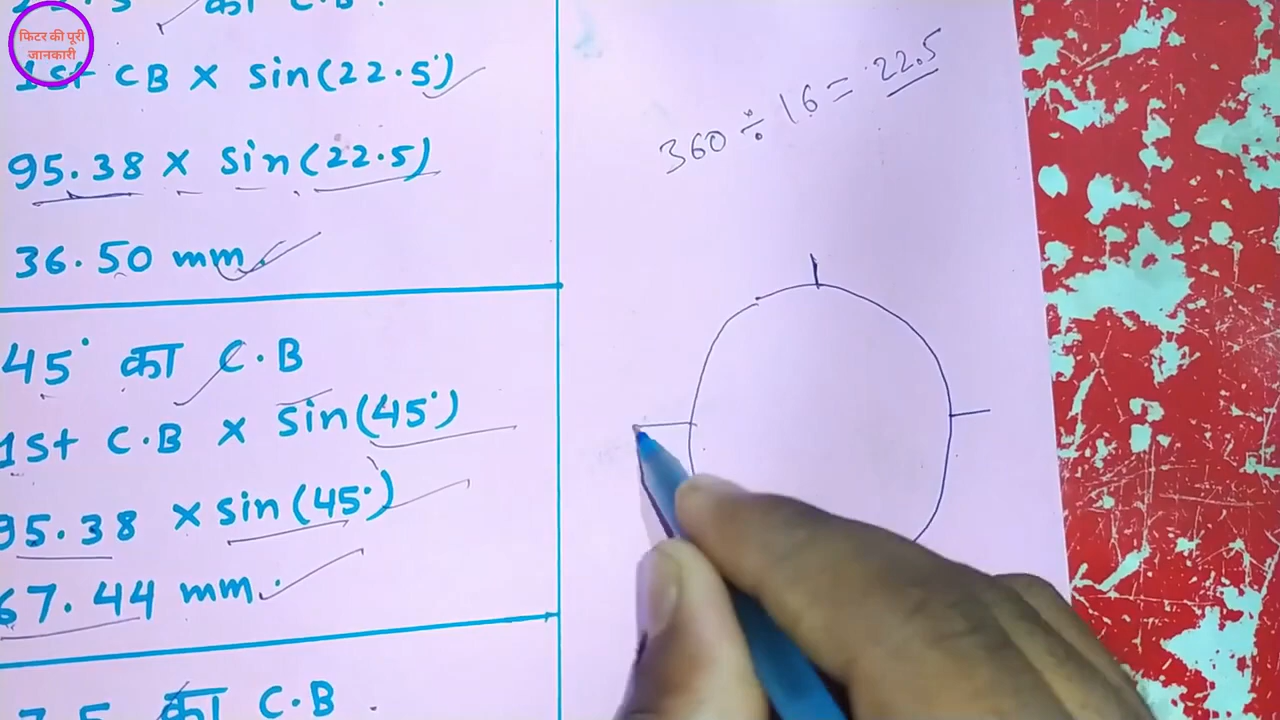 फिटर की पूरी
जानकारी
का C.B.
1st CB × sin(22.5°)
95.38 × sin(22.5)
36.50 mm.
45° का C.B
1st C.B × sin(45°)
95.38 × sin(45°)
67.44 mm.
का C.B.
360 ÷ 16 = 22.5